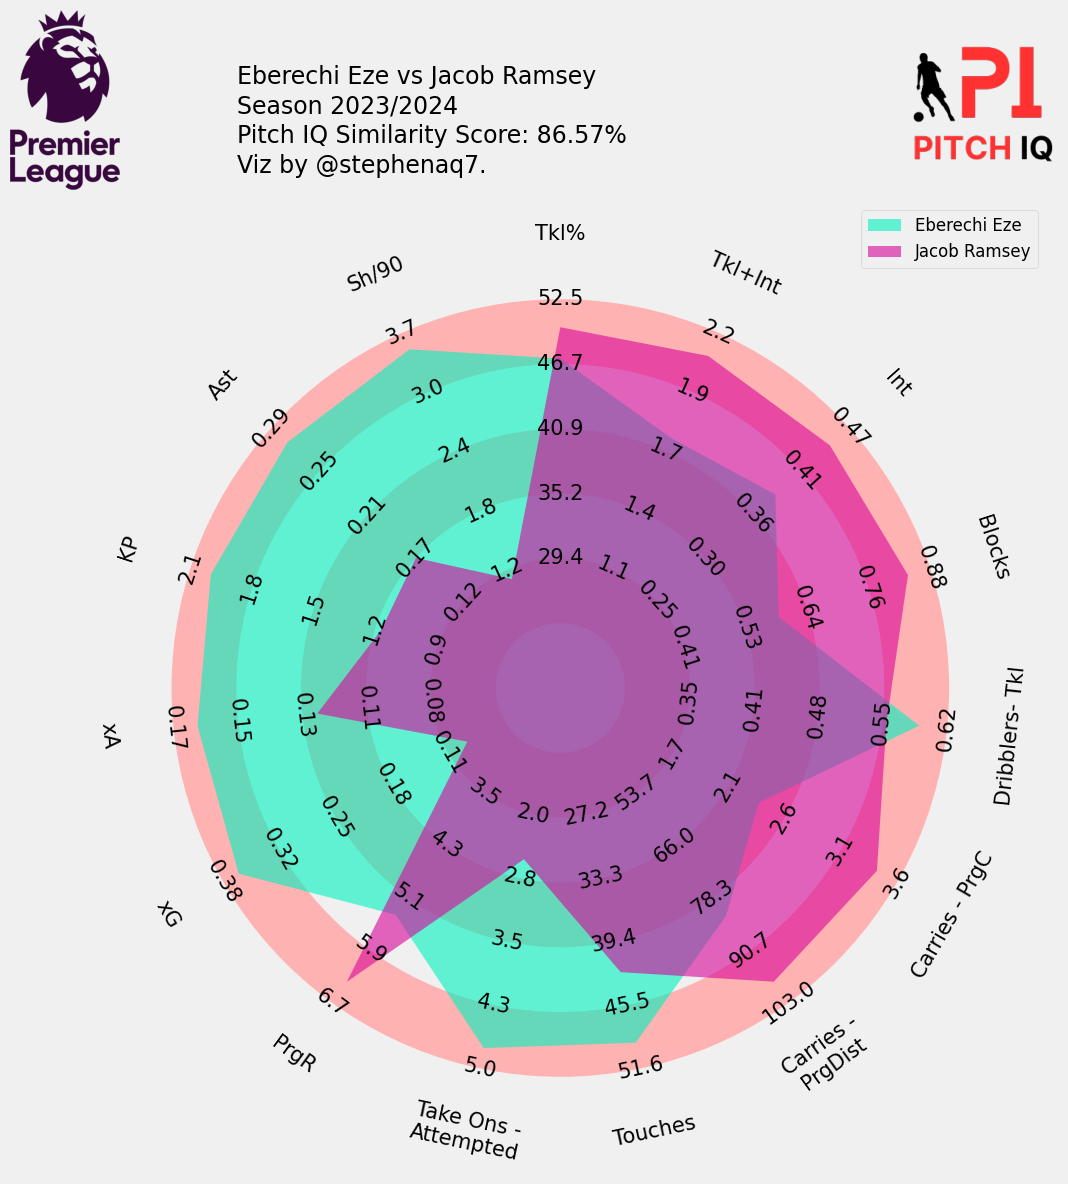 Premier
League
Eberechi Eze vs Jacob Ramsey
Season 2023/2024
Pitch IQ Similarity Score: 86.57%
Viz by @stephenaq7.
PI
PITCH IQ
Eberechi Eze
Jacob Ramsey
Tkl%
52.5
46.7
40.9
35.2
29.4
Tkl+Int
2.2
1.9
1.7
1.4
1.1
Int
0.47
0.41
0.36
0.30
0.25
Blocks
0.88
0.76
0.64
0.53
0.41
Dribblers- Tkl
0.62
0.55
0.48
0.41
0.35
Carries - PrgC
3.6
3.1
2.6
2.1
1.7
Carries -
PrgDist
103.0
90.7
78.3
66.0
53.7
Touches
51.6
45.5
39.4
33.3
27.2
Take Ons -
Attempted
5.0
4.3
3.5
2.8
2.0
PrgR
6.7
5.9
5.1
4.3
3.5
xG
0.38
0.32
0.25
0.18
0.11
xA
0.17
0.15
0.13
0.11
0.08
KP
2.1
1.8
1.5
1.2
0.9
Ast
0.29
0.25
0.21
0.17
0.12
Sh/90
3.7
3.0
2.4
1.8
1.2